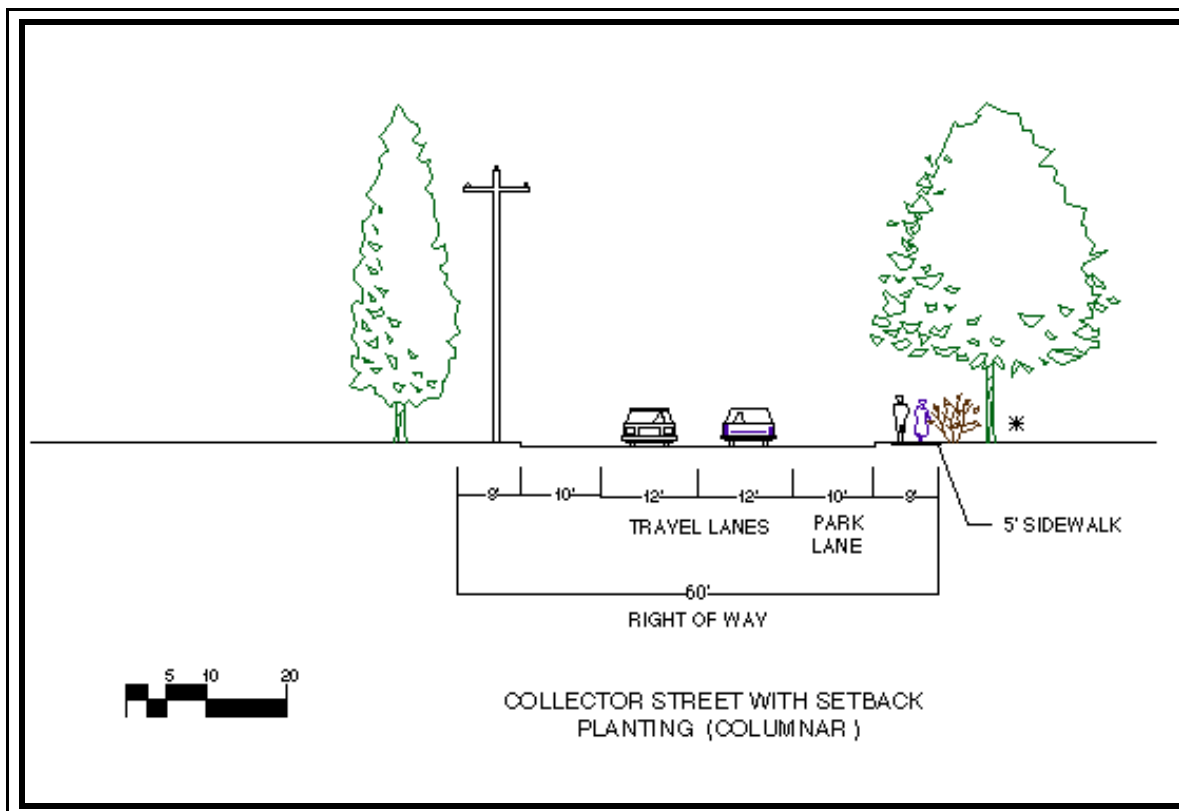 8' 10' 12' 12' 10' 8'
TRAVEL LANES
PARK
LANE
5' SIDEWALK
60'
RIGHT OF WAY
5 10 20
COLLECTOR STREET WITH SETBACK
PLANTING (COLUMNAR)